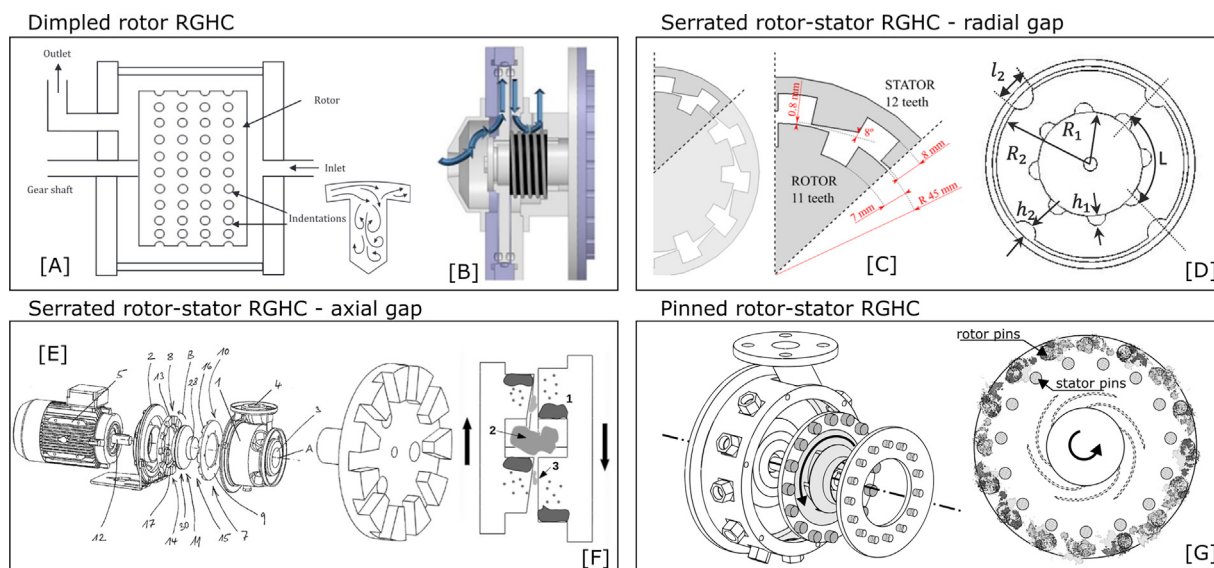 Dimpled rotor RGHC
Outlet
Rotor
Inlet
Gear shaft
Indentations
[A]
[B]
Serrated rotor-stator RGHC - radial gap
STATOR
12 teeth
0.8 mm
8°
8 mm
ROTOR
11 teeth
7 mm
R 45 mm
[C]
l₂
R₁
R₂
L
h₂
h₁
[D]
Serrated rotor-stator RGHC - axial gap
[E]
2
13
8
B
28
16
10
1
4
5
3
A
12
17
14
30
11
15
7
9
1
2
3
[F]
Pinned rotor-stator RGHC
rotor pins
stator pins
[G]